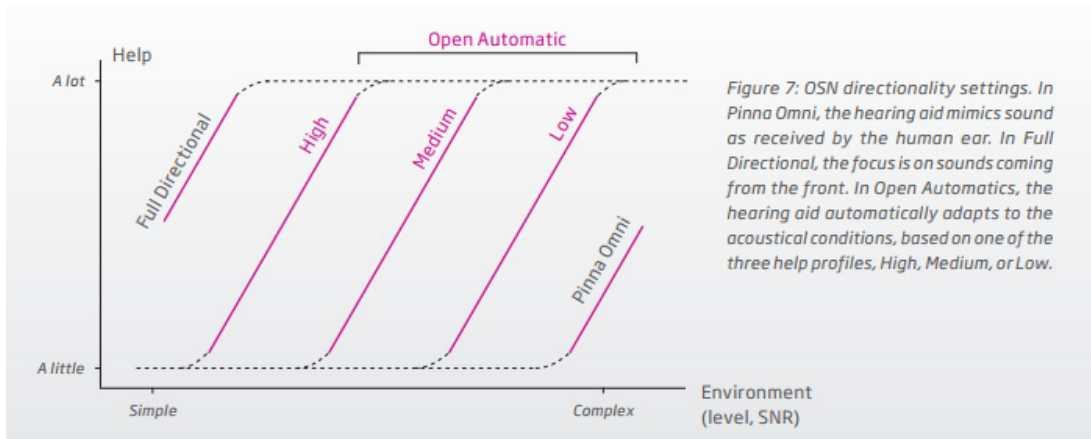 Open Automatic
Help
A lot
Full Directional
High
Medium
Low
Pinna Omni
A little
Simple
Complex
Environment
(level, SNR)
Figure 7: OSN directionality settings. In
Pinna Omni, the hearing aid mimics sound
as received by the human ear. In Full
Directional, the focus is on sounds coming
from the front. In Open Automatics, the
hearing aid automatically adapts to the
acoustical conditions, based on one of the
three help profiles, High, Medium, or Low.